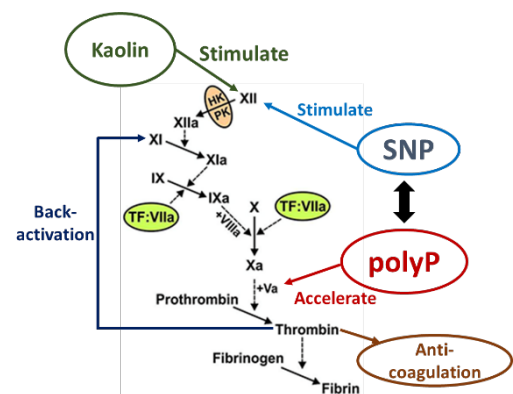 Kaolin
Stimulate
XII
HK
PK
Stimulate
XIIa
XI
SNP
XIa
IX
IXa
X
TF:VIIa
TF:VIIa
+VIIIa
Back-
activation
polyP
Xa
+Va
Accelerate
Prothrombin
Thrombin
Anti-
coagulation
Fibrinogen
Fibrin